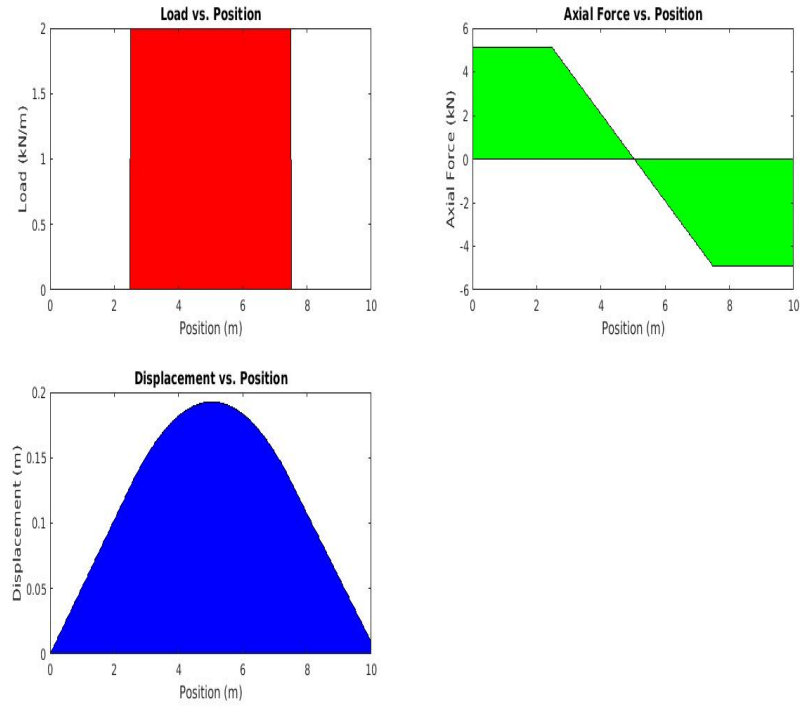 Load vs. Position
Load (kN/m)
2
1.5
1
0.5
0
0 2 4 6 8 10
Position (m)
Axial Force vs. Position
Axial Force (kN)
6
4
2
0
-2
-4
-6
0 2 4 6 8 10
Position (m)
Displacement vs. Position
Displacement (m)
0.2
0.15
0.1
0.05
0
0 2 4 6 8 10
Position (m)